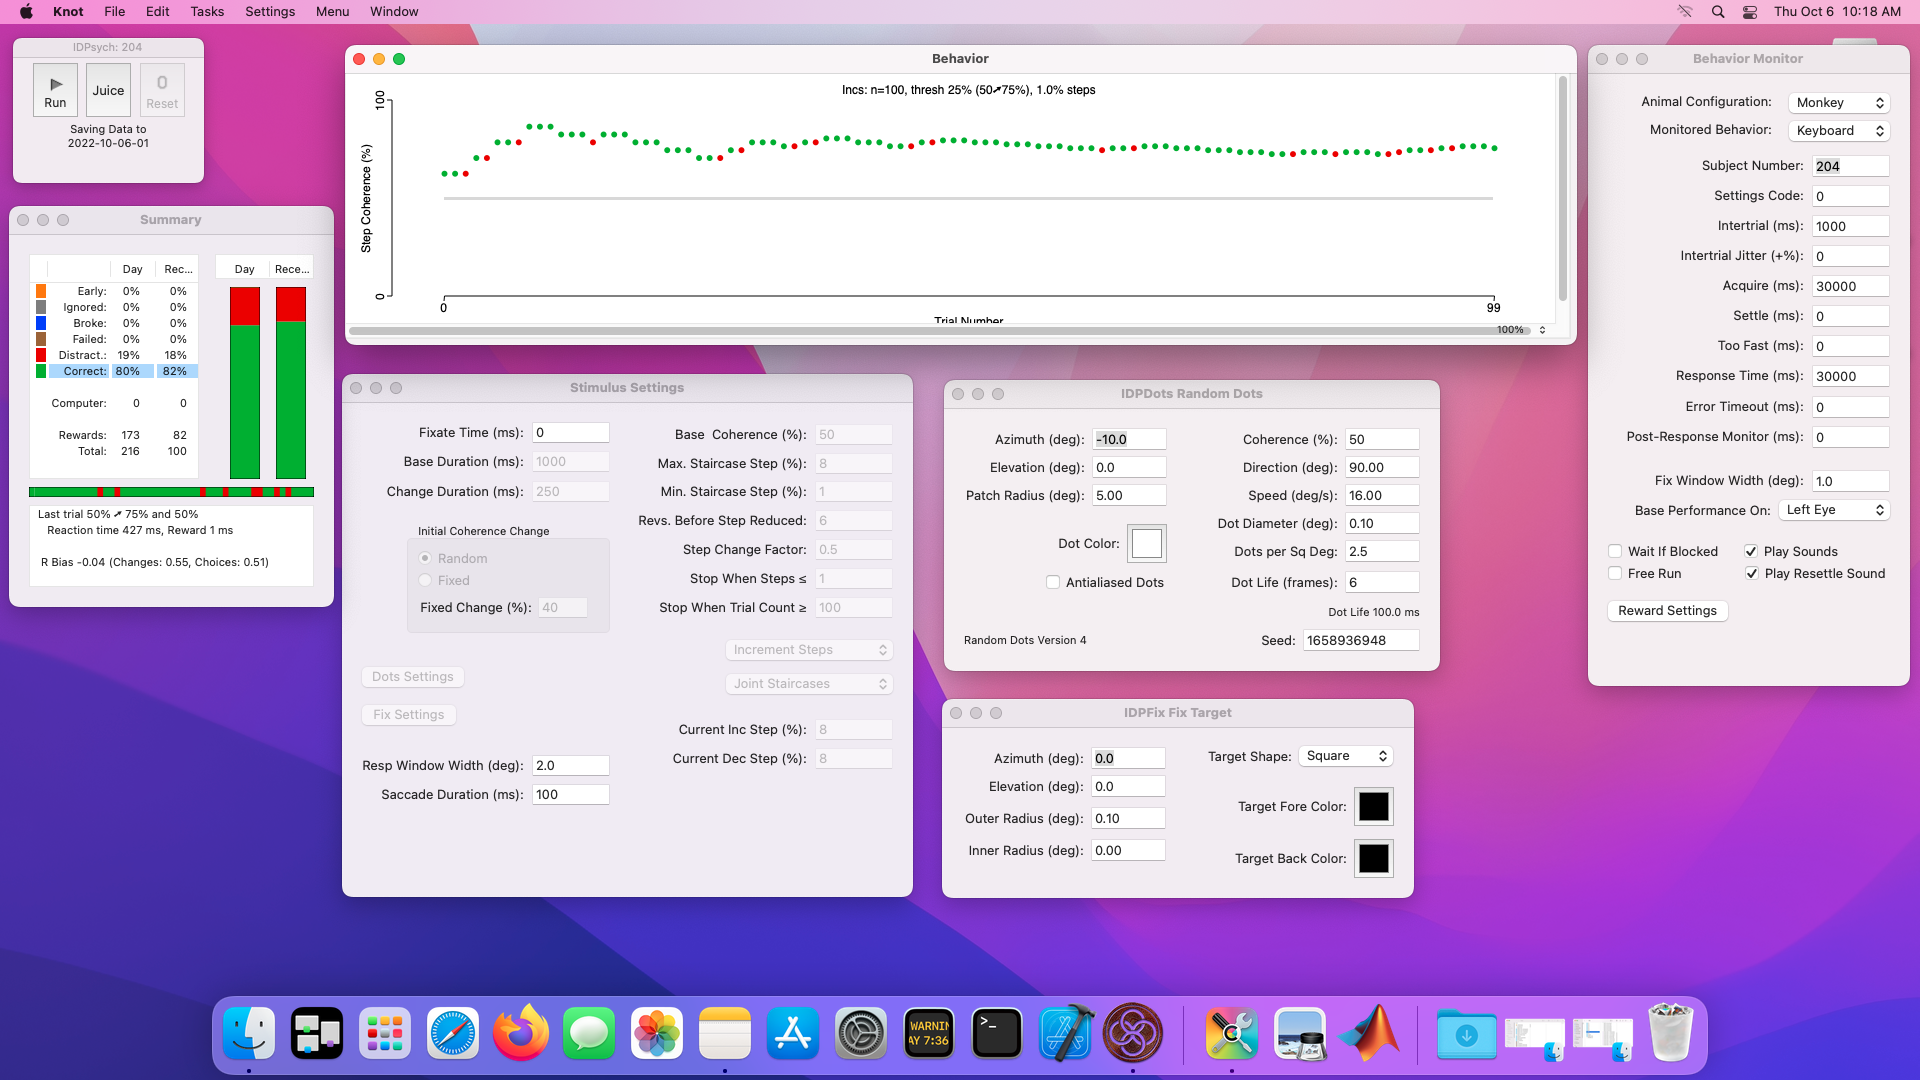 Knot File Edit Tasks Settings Menu Window Thu Oct 6 10:18 AM
IDPsych: 204
Run Juice 0 Reset
Saving Data to
2022-10-06-01
Behavior
Incs: n=100, thresh 25% (50➚75%), 1.0% steps
100
Step Coherence (%)
0
0 99
Trial Number
100%
Summary
Day Rec... Day Rece...
Early: 0% 0%
Ignored: 0% 0%
Broke: 0% 0%
Failed: 0% 0%
Distract.: 19% 18%
Correct: 80% 82%
Computer: 0 0
Rewards: 173 82
Total: 216 100
Last trial 50% ➚ 75% and 50%
Reaction time 427 ms, Reward 1 ms
R Bias -0.04 (Changes: 0.55, Choices: 0.51)
Stimulus Settings
Fixate Time (ms): 0
Base Duration (ms): 1000
Change Duration (ms): 250
Initial Coherence Change
Random
Fixed
Fixed Change (%): 40
Dots Settings
Fix Settings
Resp Window Width (deg): 2.0
Saccade Duration (ms): 100
Base Coherence (%): 50
Max. Staircase Step (%): 8
Min. Staircase Step (%): 1
Revs. Before Step Reduced: 6
Step Change Factor: 0.5
Stop When Steps ≤ 1
Stop When Trial Count ≥ 100
Increment Steps
Joint Staircases
Current Inc Step (%): 8
Current Dec Step (%): 8
IDPDots Random Dots
Azimuth (deg): -10.0
Elevation (deg): 0.0
Patch Radius (deg): 5.00
Dot Color:
Antialiased Dots
Random Dots Version 4
Coherence (%): 50
Direction (deg): 90.00
Speed (deg/s): 16.00
Dot Diameter (deg): 0.10
Dots per Sq Deg: 2.5
Dot Life (frames): 6
Dot Life 100.0 ms
Seed: 1658936948
IDPFix Fix Target
Azimuth (deg): 0.0
Elevation (deg): 0.0
Outer Radius (deg): 0.10
Inner Radius (deg): 0.00
Target Shape: Square
Target Fore Color:
Target Back Color:
Behavior Monitor
Animal Configuration: Monkey
Monitored Behavior: Keyboard
Subject Number: 204
Settings Code: 0
Intertrial (ms): 1000
Intertrial Jitter (+%): 0
Acquire (ms): 30000
Settle (ms): 0
Too Fast (ms): 0
Response Time (ms): 30000
Error Timeout (ms): 0
Post-Response Monitor (ms): 0
Fix Window Width (deg): 1.0
Base Performance On: Left Eye
Wait If Blocked Play Sounds
Free Run Play Resettle Sound
Reward Settings
WARNIN
AY 7:36
>_